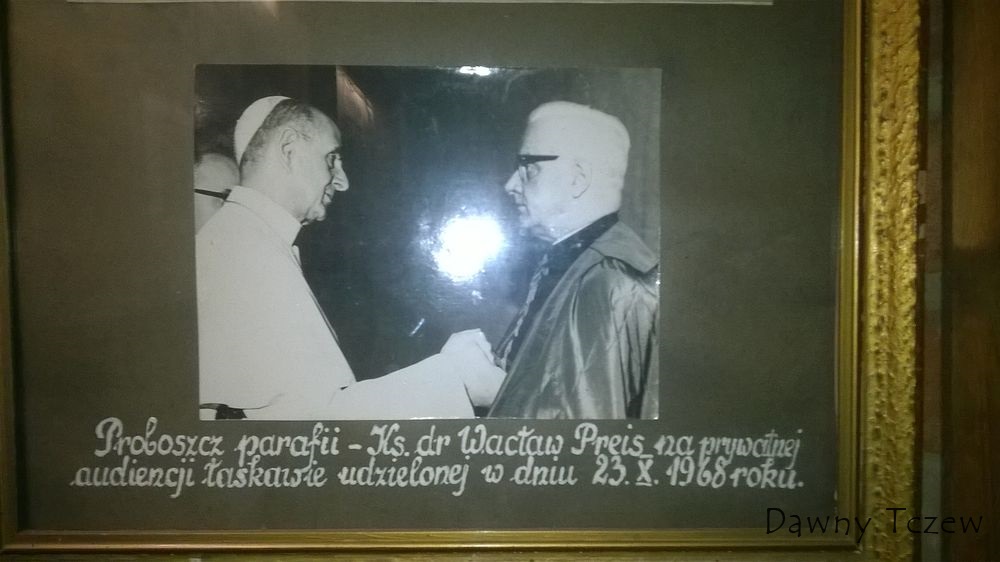 Proboszcz parafii - Ks. dr Wacław Preis na prywatnej
audiencji łaskawie udzielonej w dniu 23.X.1968 roku.
Dawny Tczew